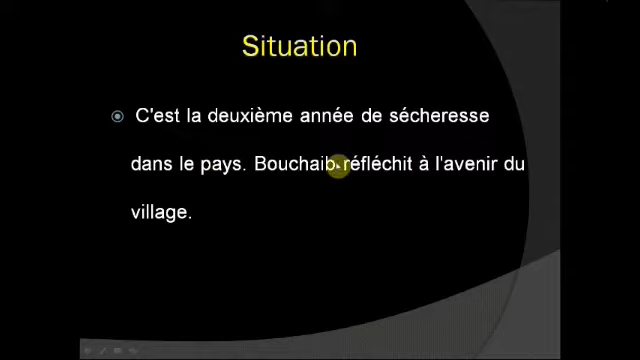 Situation
C'est la deuxième année de sécheresse
dans le pays. Bouchaib réfléchit à l'avenir du
village.